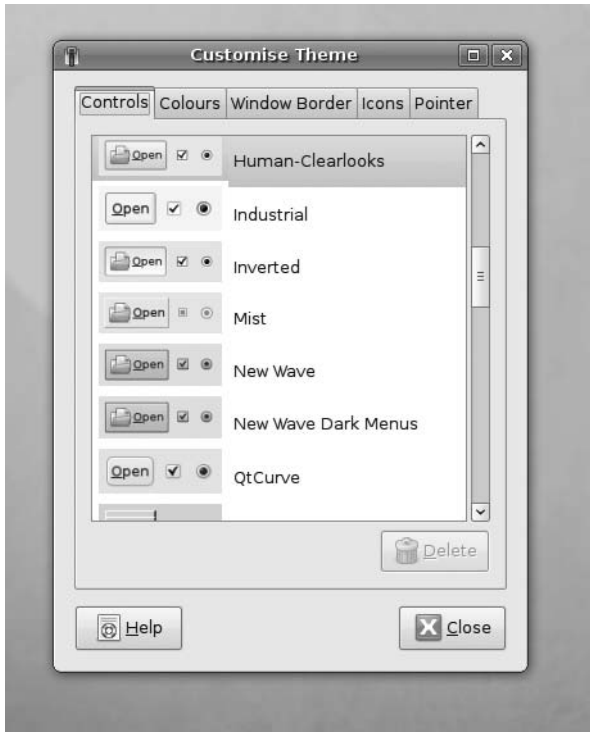 Customise Theme
Controls Colours Window Border Icons Pointer
Open Human-Clearlooks
Open Industrial
Open Inverted
Open Mist
Open New Wave
Open New Wave Dark Menus
Open QtCurve
Delete
Help Close